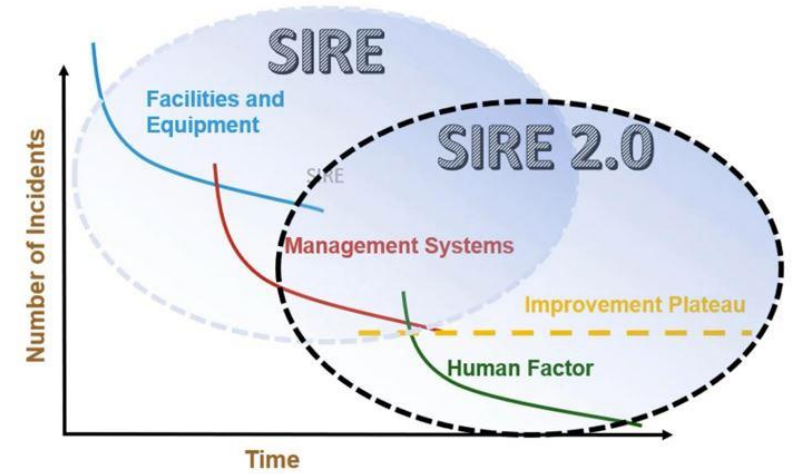 SIRE
Facilities and
Equipment
SIRE 2.0
SIRE
Management Systems
Improvement Plateau
Human Factor
Number of Incidents
Time